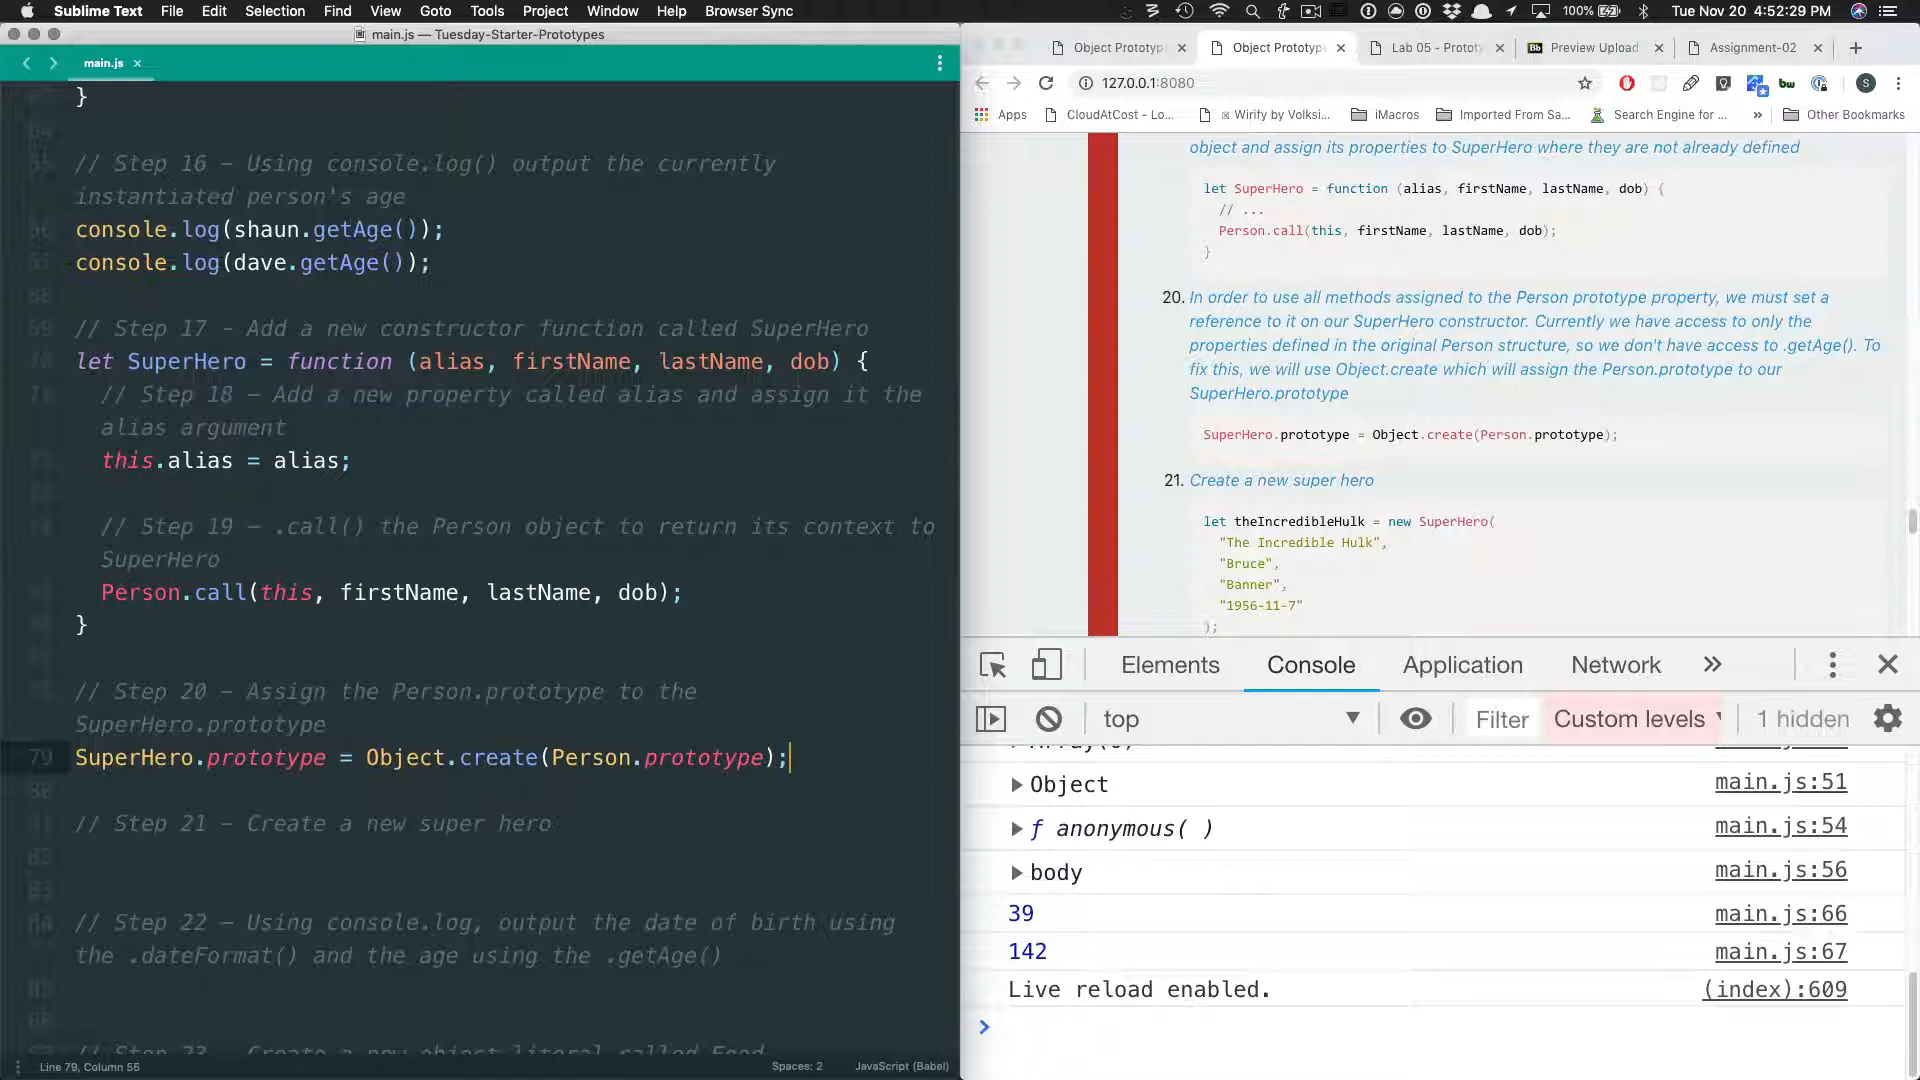 Sublime Text File Edit Selection Find View Goto Tools Project Window Help Browser Sync 100% Tue Nov 20 4:52:29 PM
main.js — Tuesday-Starter-Prototypes
main.js ×
}
// Step 16 – Using console.log() output the currently
instantiated person's age
console.log(shaun.getAge());
console.log(dave.getAge());
// Step 17 - Add a new constructor function called SuperHero
let SuperHero = function (alias, firstName, lastName, dob) {
// Step 18 – Add a new property called alias and assign it the
alias argument
this.alias = alias;
// Step 19 – .call() the Person object to return its context to
SuperHero
Person.call(this, firstName, lastName, dob);
}
// Step 20 – Assign the Person.prototype to the
SuperHero.prototype
79 SuperHero.prototype = Object.create(Person.prototype);
// Step 21 – Create a new super hero
// Step 22 – Using console.log, output the date of birth using
the .dateFormat() and the age using the .getAge()
// Step 23 - Create a new object literal called Food
Line 79, Column 55 Spaces: 2 JavaScript (Babel)
Object Prototyp × Object Prototype × Lab 05 - Protot × Bb Preview Upload × Assignment-02 × +
127.0.0.1:8080
Apps CloudAtCost - Lo... Wirify by Volksi... iMacros Imported From Sa... Search Engine for ... » Other Bookmarks
object and assign its properties to SuperHero where they are not already defined
let SuperHero = function (alias, firstName, lastName, dob) {
// ...
Person.call(this, firstName, lastName, dob);
}
20. In order to use all methods assigned to the Person prototype property, we must set a
reference to it on our SuperHero constructor. Currently we have access to only the
properties defined in the original Person structure, so we don't have access to .getAge(). To
fix this, we will use Object.create which will assign the Person.prototype to our
SuperHero.prototype
SuperHero.prototype = Object.create(Person.prototype);
21. Create a new super hero
let theIncredibleHulk = new SuperHero(
"The Incredible Hulk",
"Bruce",
"Banner",
"1956-11-7"
);
Elements Console Application Network »
top Filter Custom levels 1 hidden
Object main.js:51
ƒ anonymous( ) main.js:54
body main.js:56
39 main.js:66
142 main.js:67
Live reload enabled. (index):609